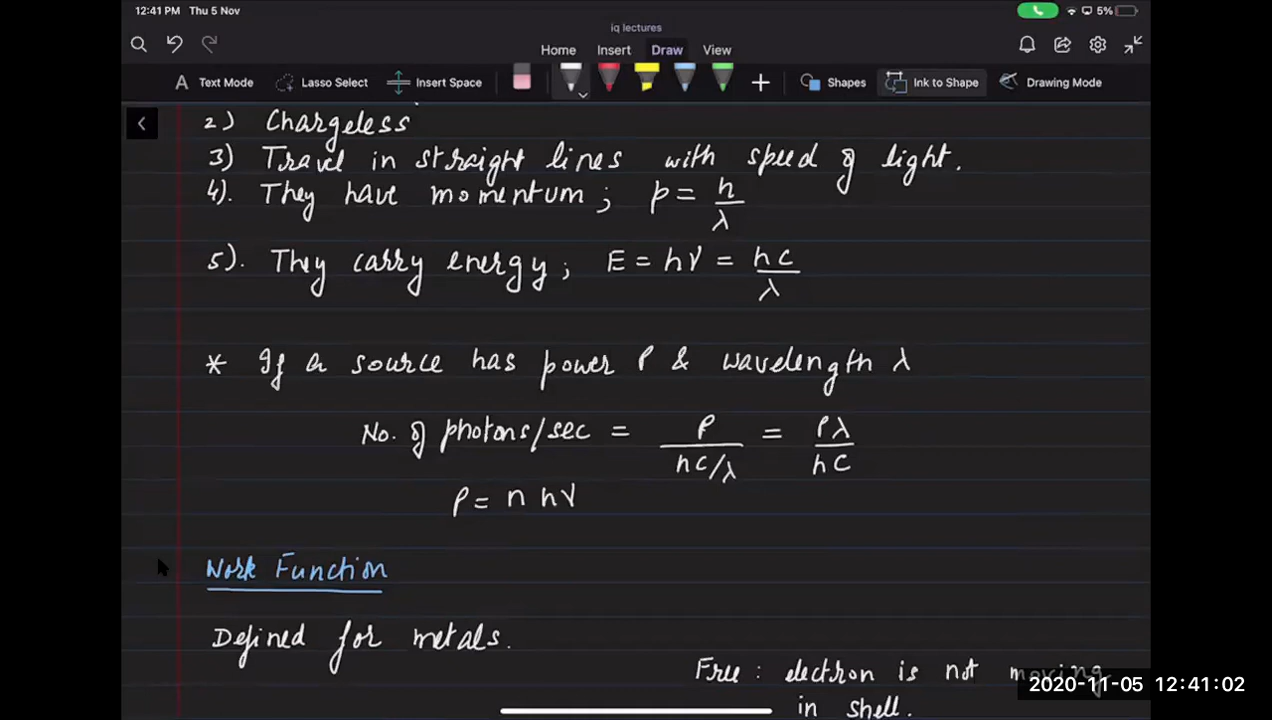 12:41 PM Thu 5 Nov 5%
iq lectures
Home Insert Draw View
A Text Mode Lasso Select Insert Space Shapes Ink to Shape Drawing Mode
2) Chargeless
3) Travel in straight lines with speed of light.
4). They have momentum ; p = h/λ
5). They carry energy ; E = hν = hc/λ
* If a source has power P & wavelength λ
No. of photons/sec = P/(hc/λ) = Pλ/hc
P = n hν
Work Function
Defined for metals.
Free : electron is not moving
in shell.
2020-11-05 12:41:02